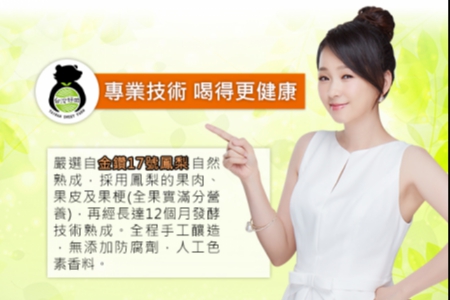 專業技術 喝得更健康
嚴選自金鑽17號鳳梨自然
熟成，採用鳳梨的果肉、
果皮及果梗(全果實滿分營
養)，再經長達12個月發酵
技術熟成。全程手工釀造
，無添加防腐劑，人工色
素香料。